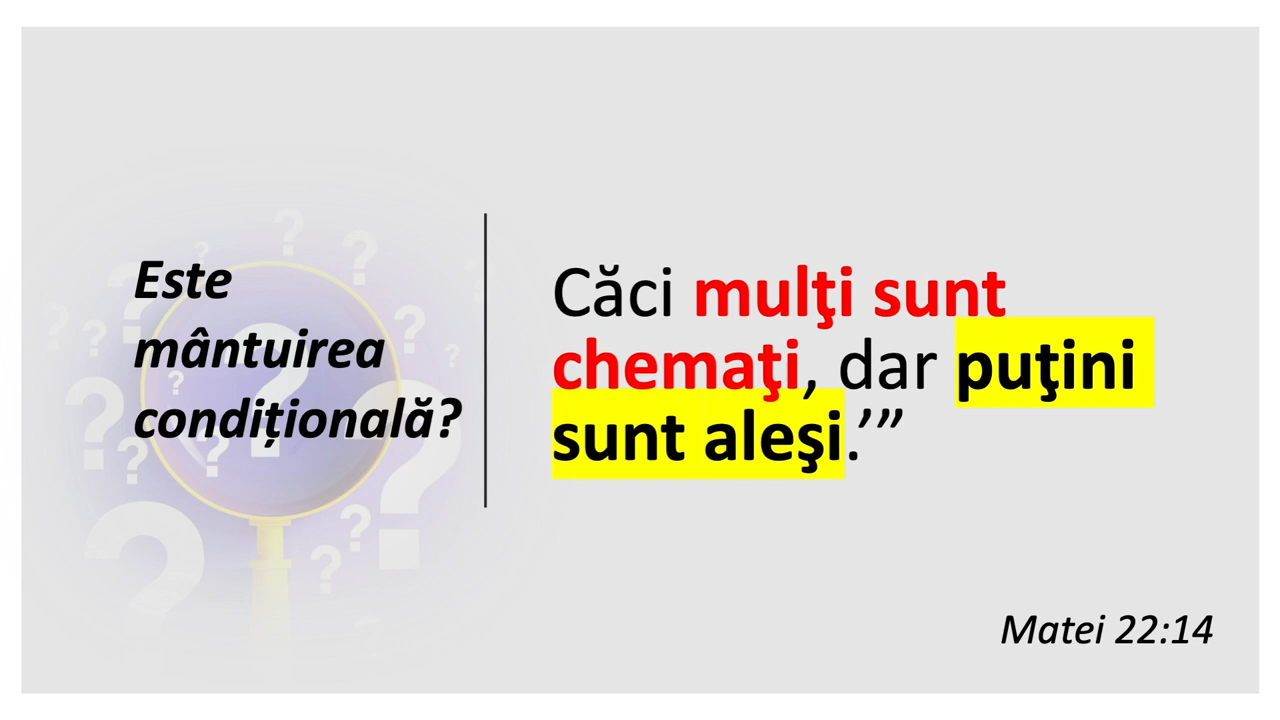 Este
mântuirea
condițională?
Căci mulţi sunt
chemaţi, dar puţini
sunt aleşi.’”
Matei 22:14